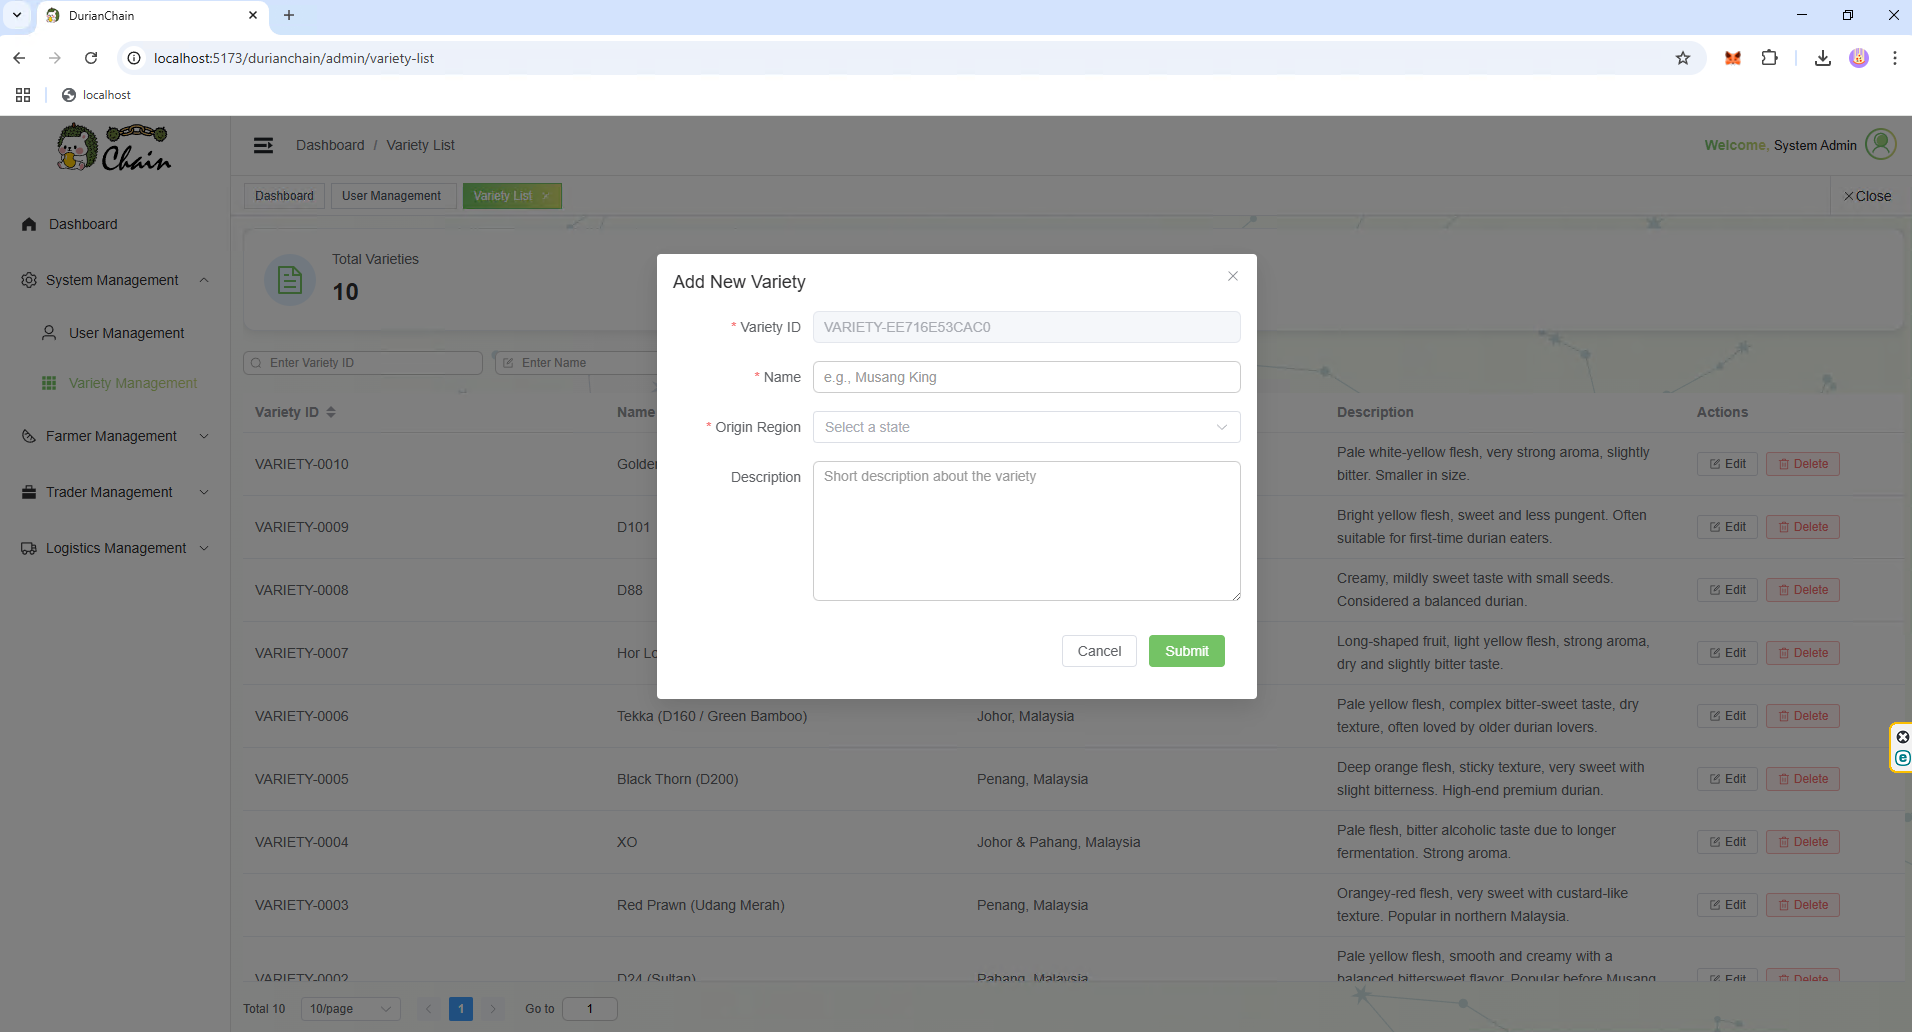 DurianChain
localhost:5173/durianchain/admin/variety-list
localhost
Chain
Dashboard / Variety List
Welcome, System Admin
Dashboard
User Management
Variety List
Close
Dashboard
System Management
User Management
Variety Management
Farmer Management
Trader Management
Logistics Management
Total Varieties
10
Enter Variety ID
Enter Name
Add New Variety
* Variety ID
VARIETY-EE716E53CAC0
* Name
e.g., Musang King
* Origin Region
Select a state
Description
Short description about the variety
Cancel
Submit
Variety ID
Name
Description
Actions
VARIETY-0010
Golden
Pale white-yellow flesh, very strong aroma, slightly
bitter. Smaller in size.
Edit
Delete
VARIETY-0009
D101
Bright yellow flesh, sweet and less pungent. Often
suitable for first-time durian eaters.
Edit
Delete
VARIETY-0008
D88
Creamy, mildly sweet taste with small seeds.
Considered a balanced durian.
Edit
Delete
VARIETY-0007
Hor Lo
Long-shaped fruit, light yellow flesh, strong aroma,
dry and slightly bitter taste.
Edit
Delete
VARIETY-0006
Tekka (D160 / Green Bamboo)
Johor, Malaysia
Pale yellow flesh, complex bitter-sweet taste, dry
texture, often loved by older durian lovers.
Edit
Delete
VARIETY-0005
Black Thorn (D200)
Penang, Malaysia
Deep orange flesh, sticky texture, very sweet with
slight bitterness. High-end premium durian.
Edit
Delete
VARIETY-0004
XO
Johor & Pahang, Malaysia
Pale flesh, bitter alcoholic taste due to longer
fermentation. Strong aroma.
Edit
Delete
VARIETY-0003
Red Prawn (Udang Merah)
Penang, Malaysia
Orangey-red flesh, very sweet with custard-like
texture. Popular in northern Malaysia.
Edit
Delete
VARIETY-0002
D24 (Sultan)
Pahang, Malaysia
Pale yellow flesh, smooth and creamy with a
balanced bittersweet flavor. Popular before Musang
Edit
Delete
Total 10
10/page
1
Go to
1